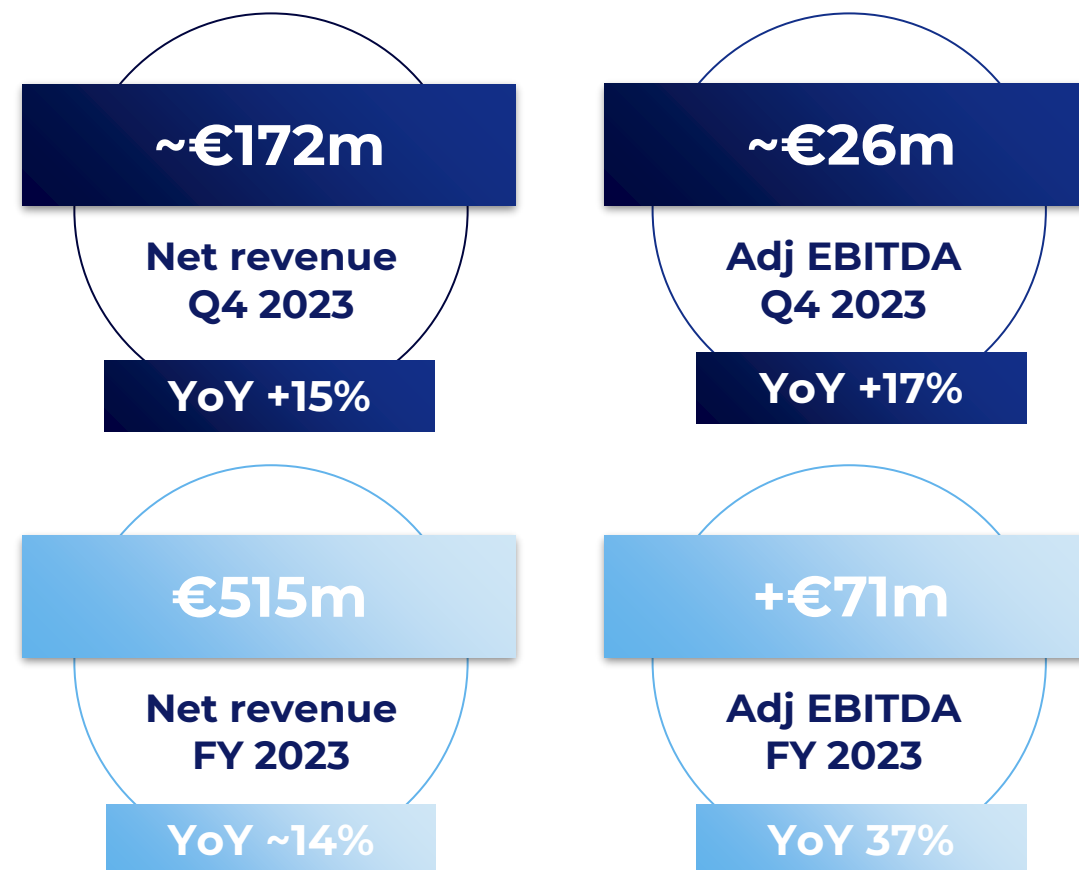 ~€172m
Net revenue
Q4 2023
YoY +15%
~€26m
Adj EBITDA
Q4 2023
YoY +17%
€515m
Net revenue
FY 2023
YoY ~14%
+€71m
Adj EBITDA
FY 2023
YoY 37%